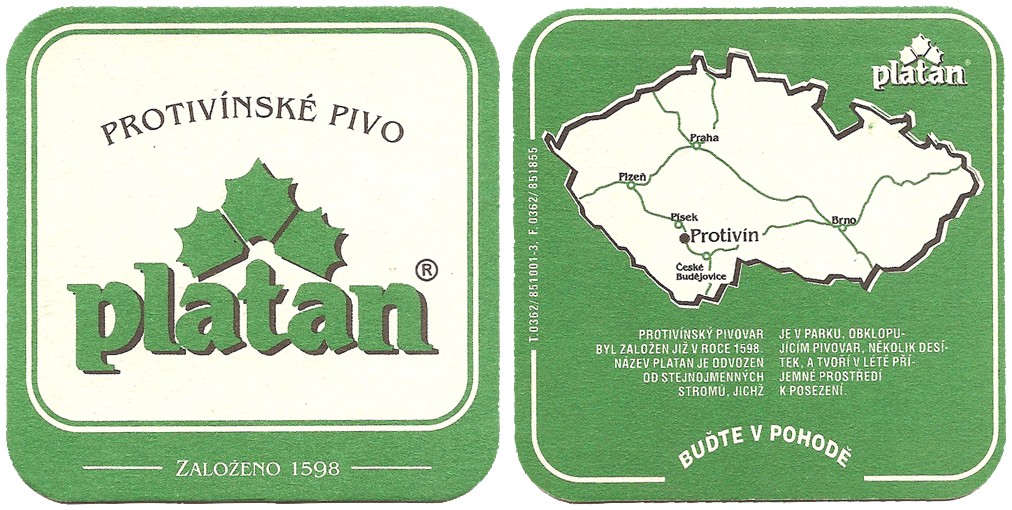 PROTIVÍNSKÉ PIVO
platan®
ZALOŽENO 1598
platan®
Praha
Plzeň
Písek
Protivín
Brno
České
Budějovice
T.0362/851001-3, F.0362/851855
PROTIVÍNSKÝ PIVOVAR
BYL ZALOŽEN JIŽ V ROCE 1598.
NÁZEV PLATAN JE ODVOZEN
OD STEJNOJMENNÝCH
STROMŮ, JICHŽ
JE V PARKU, OBKLOPU-
JÍCÍM PIVOVAR, NĚKOLIK DESÍ-
TEK, A TVOŘÍ V LÉTĚ PŘÍ-
JEMNÉ PROSTŘEDÍ
K POSEZENÍ.
BUĎTE V POHODĚ